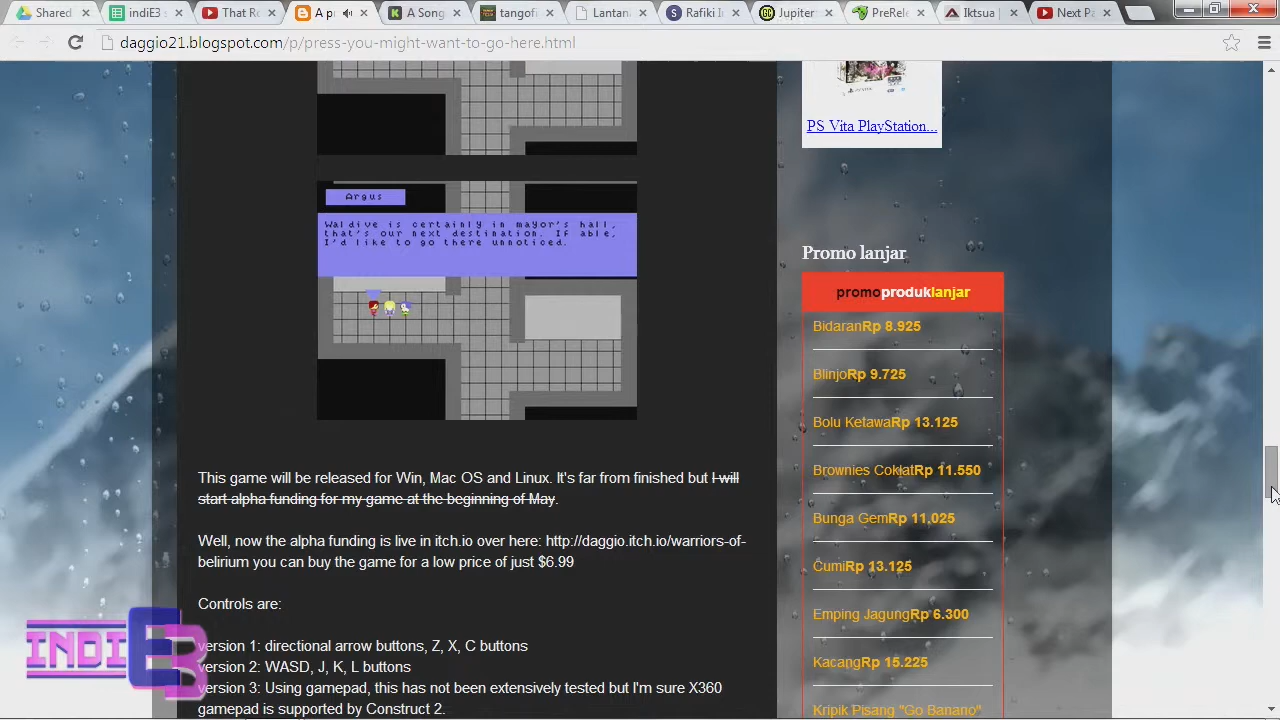 Shared
indiE3 s
That Ro
A p
A Song
tangofi
Lantan
Rafiki
Jupiter
PreRele
Iktsua
Next Pa
daggio21.blogspot.com/p/press-you-might-want-to-go-here.html
PS Vita PlayStation...
Argus
Waldive is certainly in mayor's hall,
that's our next destination. If able,
I'd like to go there unnoticed.
This game will be released for Win, Mac OS and Linux. It's far from finished but I will
start alpha funding for my game at the beginning of May.
Well, now the alpha funding is live in itch.io over here: http://daggio.itch.io/warriors-of-
belirium you can buy the game for a low price of just $6.99
Controls are:
version 1: directional arrow buttons, Z, X, C buttons
version 2: WASD, J, K, L buttons
version 3: Using gamepad, this has not been extensively tested but I'm sure X360
gamepad is supported by Construct 2.
Promo lanjar
promoproduklanjar
BidaranRp 8.925
BlinjoRp 9.725
Bolu KetawaRp 13.125
Brownies CoklatRp 11.550
Bunga GemRp 11.025
CumiRp 13.125
Emping JagungRp 6.300
KacangRp 15.225
Kripik Pisang "Go Banano"
INDIE3